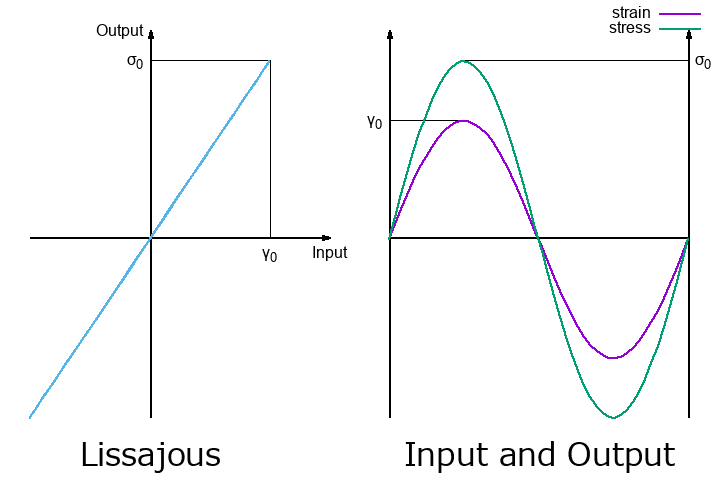 Output
σ0
γ0
Input
Lissajous
strain
stress
σ0
γ0
Input and Output